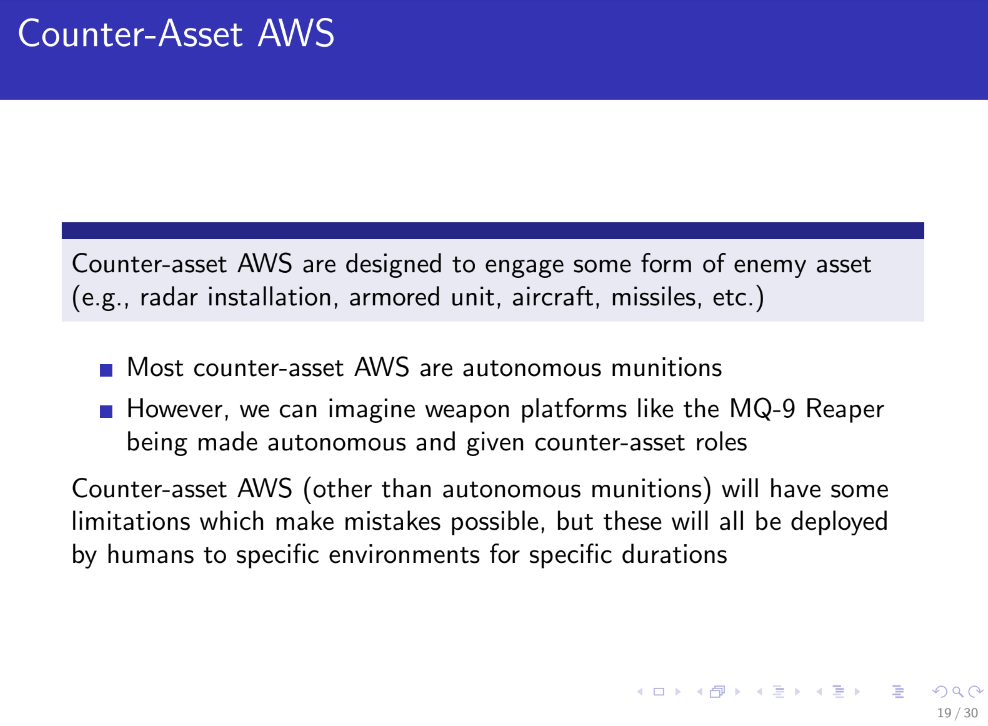 Counter-Asset AWS
Counter-asset AWS are designed to engage some form of enemy asset
(e.g., radar installation, armored unit, aircraft, missiles, etc.)
Most counter-asset AWS are autonomous munitions
However, we can imagine weapon platforms like the MQ-9 Reaper
being made autonomous and given counter-asset roles
Counter-asset AWS (other than autonomous munitions) will have some
limitations which make mistakes possible, but these will all be deployed
by humans to specific environments for specific durations
19 / 30